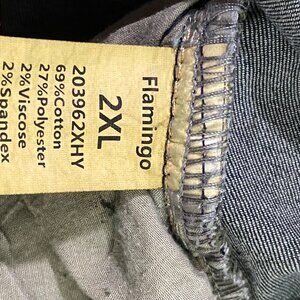 Flamingo
2XL
203962XHY
69%Cotton
27%Polyester
2%Viscose
2%Spandex